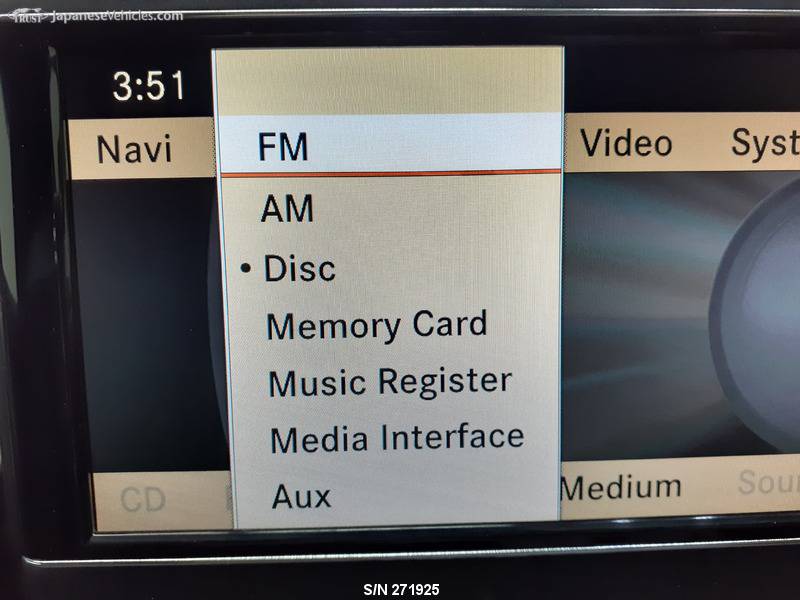 TRUST JapaneseVehicles.com
3:51
Navi
FM
Video
Syst
AM
• Disc
Memory Card
Music Register
Media Interface
CD
Aux
Medium
Sour
S/N 271925